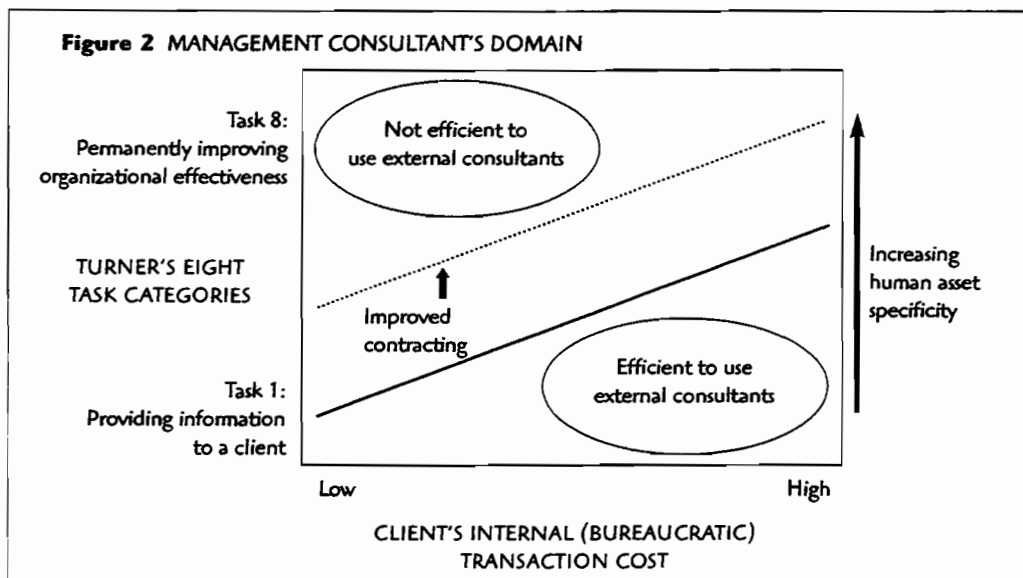 Figure 2 MANAGEMENT CONSULTANT'S DOMAIN
Task 8:
Permanently improving
organizational effectiveness
Not efficient to
use external consultants
TURNER'S EIGHT
TASK CATEGORIES
Improved
contracting
Increasing
human asset
specificity
Task 1:
Providing information
to a client
Efficient to use
external consultants
Low
High
CLIENT'S INTERNAL (BUREAUCRATIC)
TRANSACTION COST